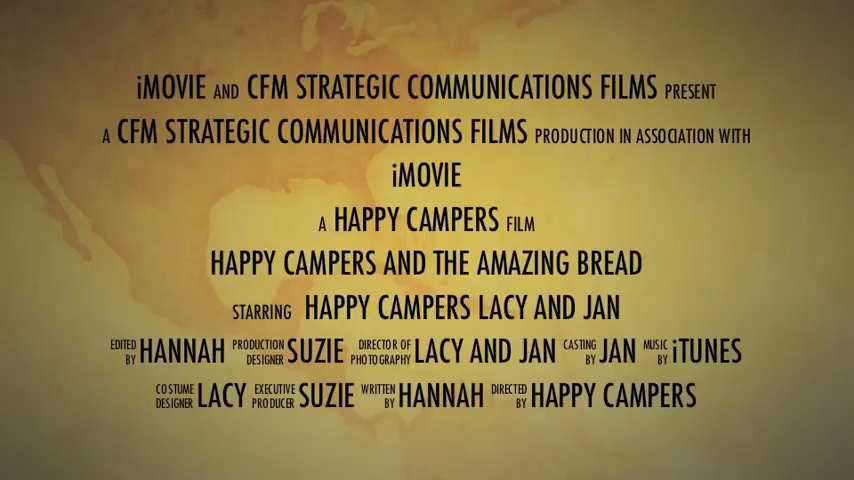 iMOVIE AND CFM STRATEGIC COMMUNICATIONS FILMS PRESENT
A CFM STRATEGIC COMMUNICATIONS FILMS PRODUCTION IN ASSOCIATION WITH
iMOVIE
A HAPPY CAMPERS FILM
HAPPY CAMPERS AND THE AMAZING BREAD
STARRING HAPPY CAMPERS LACY AND JAN
EDITED BY HANNAH PRODUCTION DESIGNER SUZIE DIRECTOR OF PHOTOGRAPHY LACY AND JAN CASTING BY JAN MUSIC BY iTUNES
COSTUME DESIGNER LACY EXECUTIVE PRODUCER SUZIE WRITTEN BY HANNAH DIRECTED BY HAPPY CAMPERS